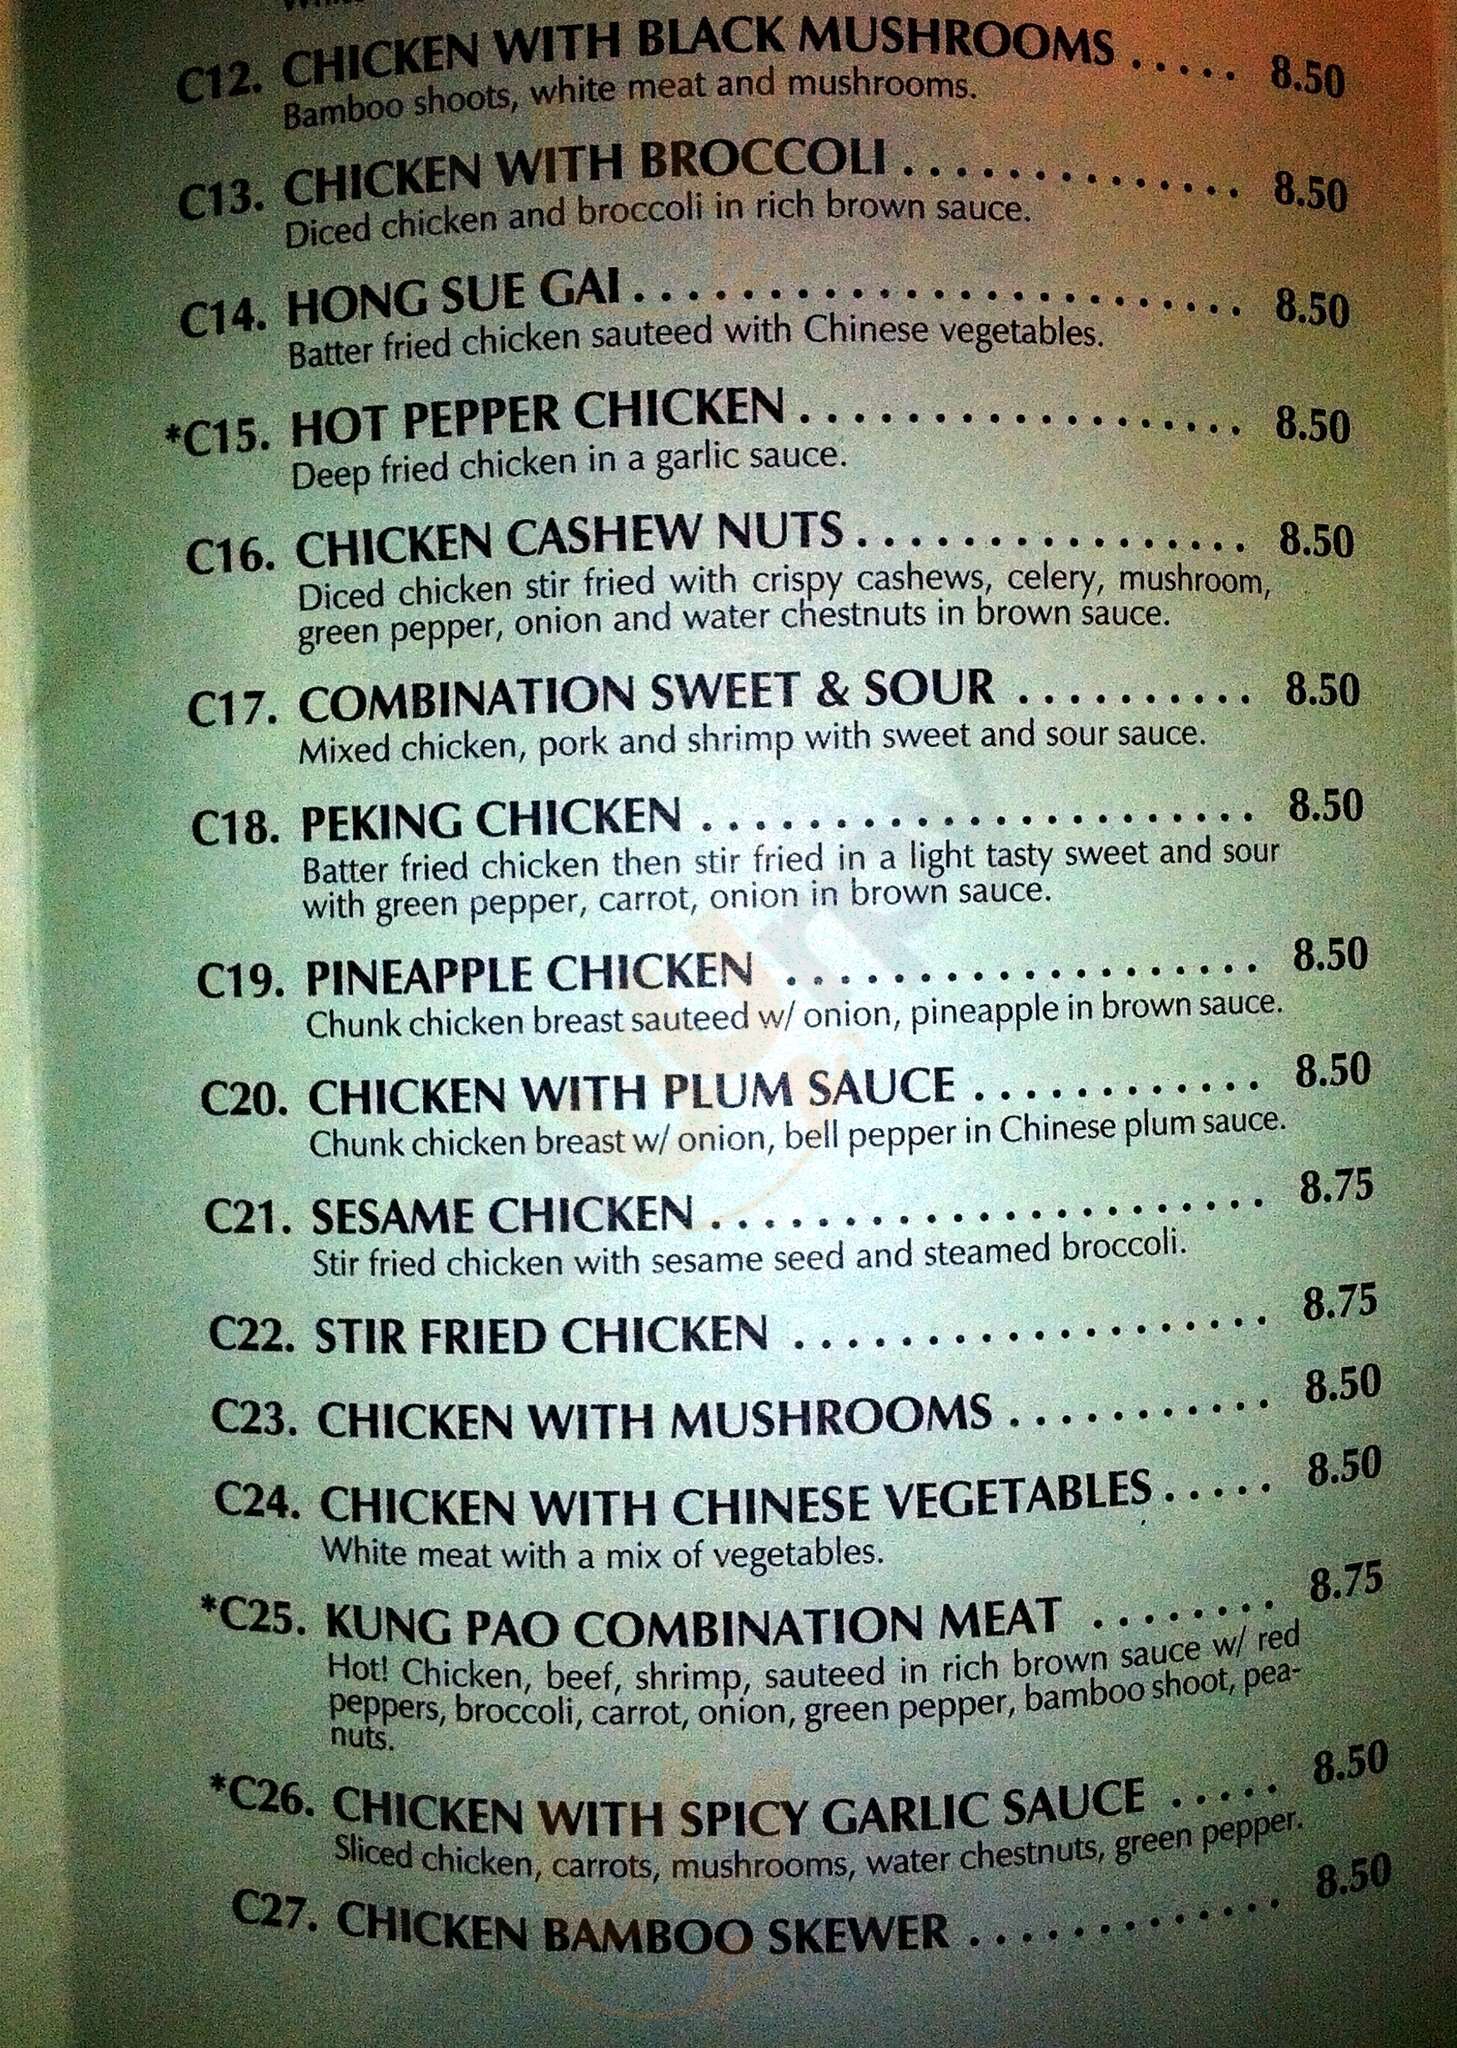 C12. CHICKEN WITH BLACK MUSHROOMS ..... 8.50
Bamboo shoots, white meat and mushrooms.
C13. CHICKEN WITH BROCCOLI ............. 8.50
Diced chicken and broccoli in rich brown sauce.
C14. HONG SUE GAI ....................... 8.50
Batter fried chicken sauteed with Chinese vegetables.
*C15. HOT PEPPER CHICKEN ................. 8.50
Deep fried chicken in a garlic sauce.
C16. CHICKEN CASHEW NUTS ............... 8.50
Diced chicken stir fried with crispy cashews, celery, mushroom,
green pepper, onion and water chestnuts in brown sauce.
C17. COMBINATION SWEET & SOUR ......... 8.50
Mixed chicken, pork and shrimp with sweet and sour sauce.
C18. PEKING CHICKEN ..................... 8.50
Batter fried chicken then stir fried in a light tasty sweet and sour
with green pepper, carrot, onion in brown sauce.
C19. PINEAPPLE CHICKEN .................. 8.50
Chunk chicken breast sauteed w/ onion, pineapple in brown sauce.
C20. CHICKEN WITH PLUM SAUCE ........... 8.50
Chunk chicken breast w/ onion, bell pepper in Chinese plum sauce.
C21. SESAME CHICKEN ..................... 8.75
Stir fried chicken with sesame seed and steamed broccoli.
C22. STIR FRIED CHICKEN .................. 8.75
C23. CHICKEN WITH MUSHROOMS .......... 8.50
C24. CHICKEN WITH CHINESE VEGETABLES ..... 8.50
White meat with a mix of vegetables.
*C25. KUNG PAO COMBINATION MEAT ........ 8.75
Hot! Chicken, beef, shrimp, sauteed in rich brown sauce w/ red
peppers, broccoli, carrot, onion, green pepper, bamboo shoot, pea-
nuts.
*C26. CHICKEN WITH SPICY GARLIC SAUCE ..... 8.50
Sliced chicken, carrots, mushrooms, water chestnuts, green pepper.
C27. CHICKEN BAMBOO SKEWER ............ 8.50